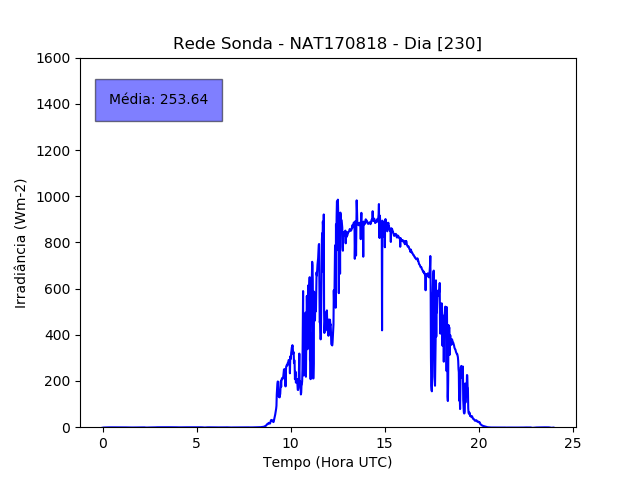 Rede Sonda - NAT170818 - Dia [230]
1600
1400
1200
1000
800
600
400
200
0
Irradiância (Wm-2)
Média: 253.64
0 5 10 15 20 25
Tempo (Hora UTC)